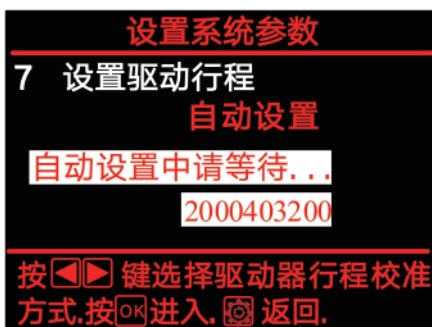 设置系统参数
7 设置驱动行程
自动设置
自动设置中请等待...
2000403200
按◀▶键选择驱动器行程校准
方式.按OK进入. 返回.